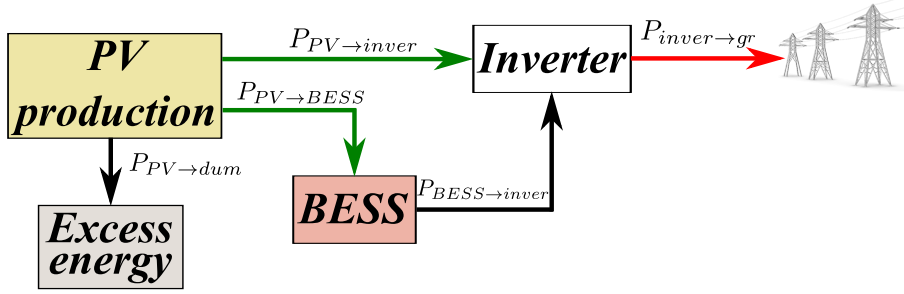 PV
production
P_{PV→inver}
Inverter
P_{inver→gr}
P_{PV→BESS}
P_{PV→dum}
BESS
P_{BESS→inver}
Excess
energy